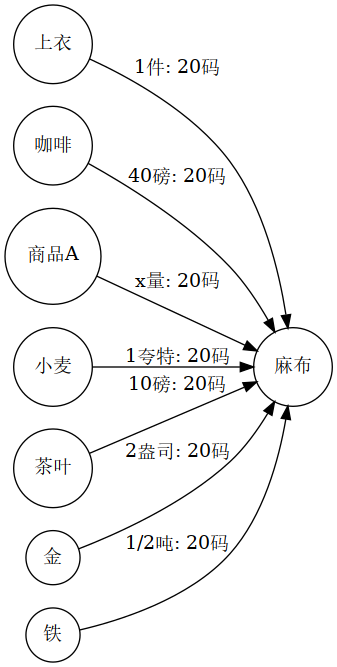 上衣
1件: 20码
咖啡
40磅: 20码
商品A
x量: 20码
小麦
1夸特: 20码
麻布
10磅: 20码
茶叶
2盎司: 20码
金
1/2吨: 20码
铁